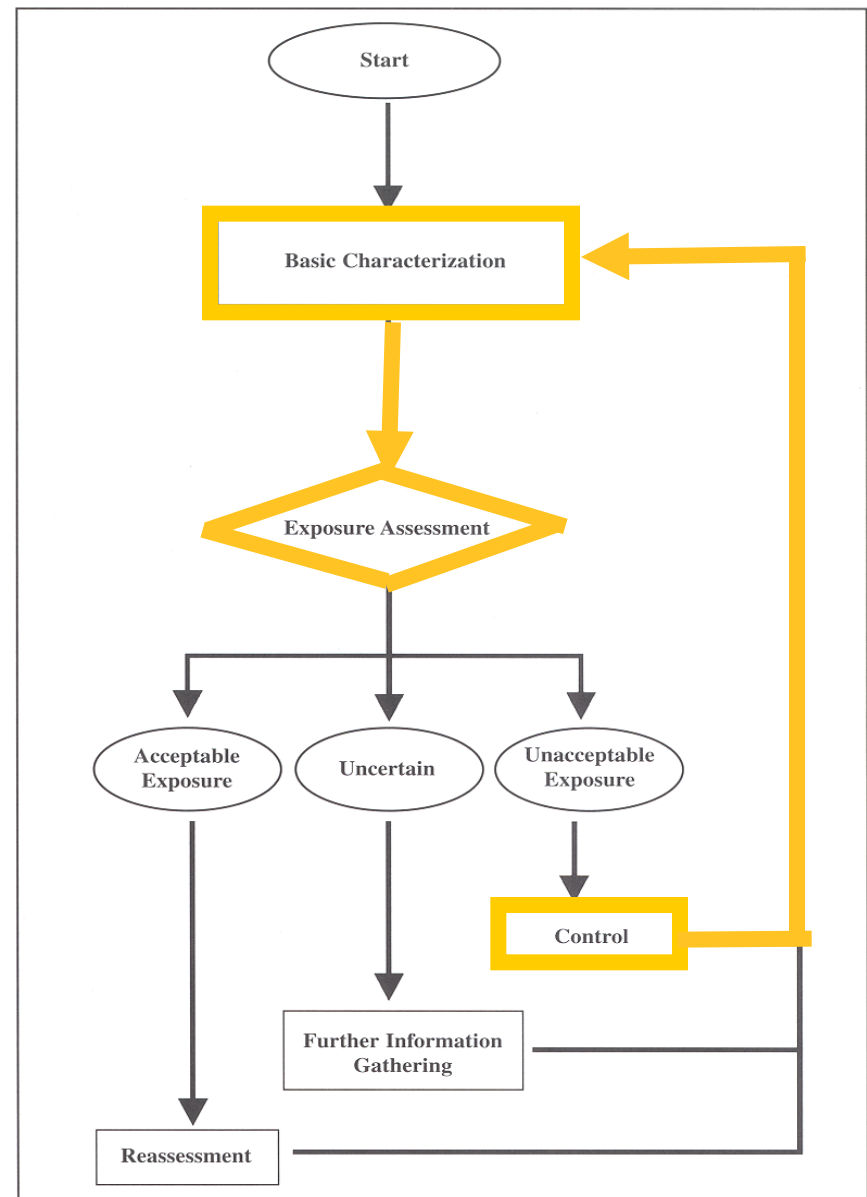 Start
Basic Characterization
Exposure Assessment
Acceptable
Exposure
Uncertain
Unacceptable
Exposure
Control
Further Information
Gathering
Reassessment